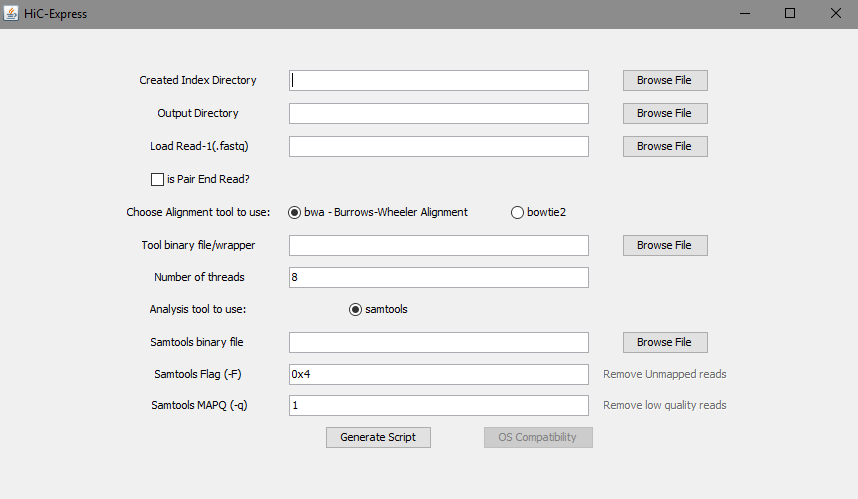 HiC-Express
Created Index Directory Browse File
Output Directory Browse File
Load Read-1(.fastq) Browse File
is Pair End Read?
Choose Alignment tool to use: bwa - Burrows-Wheeler Alignment bowtie2
Tool binary file/wrapper Browse File
Number of threads 8
Analysis tool to use: samtools
Samtools binary file Browse File
Samtools Flag (-F) 0x4 Remove Unmapped reads
Samtools MAPQ (-q) 1 Remove low quality reads
Generate Script OS Compatibility